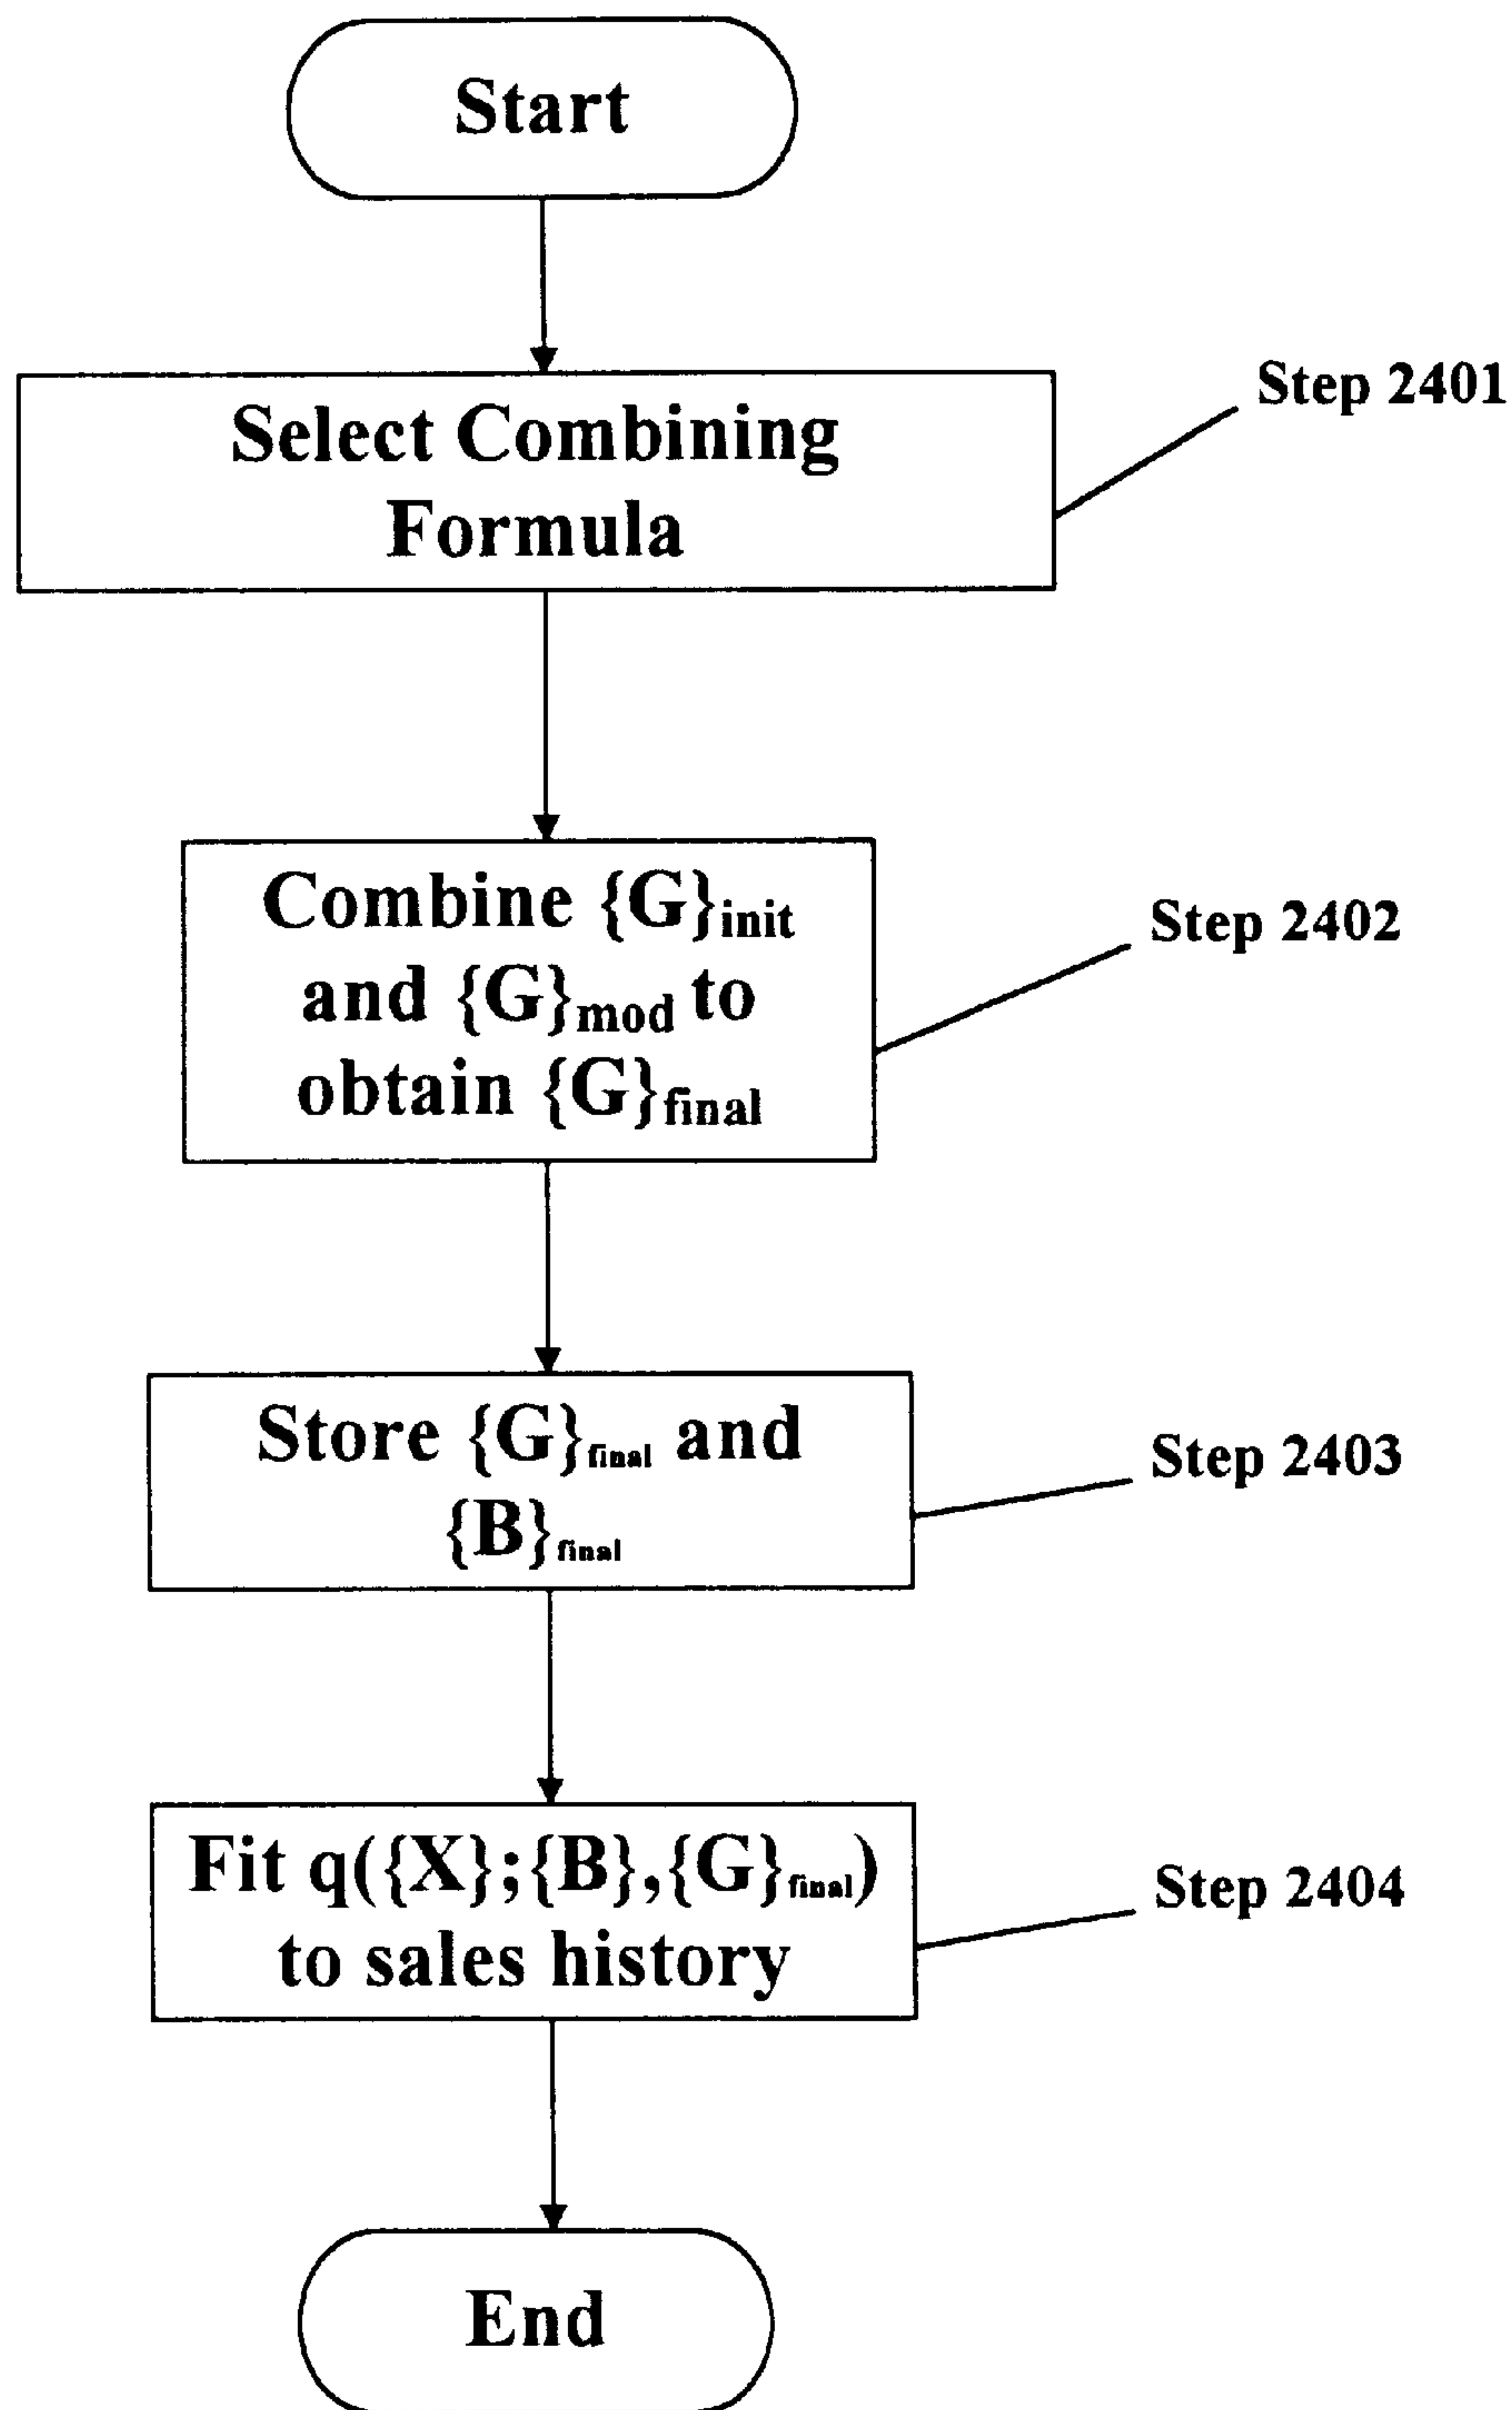 Start
Select Combining
Formula
Step 2401
Combine {G}init
and {G}mod to
obtain {G}final
Step 2402
Store {G}final and
{B}final
Step 2403
Fit q({X};{B},{G}final)
to sales history
Step 2404
End